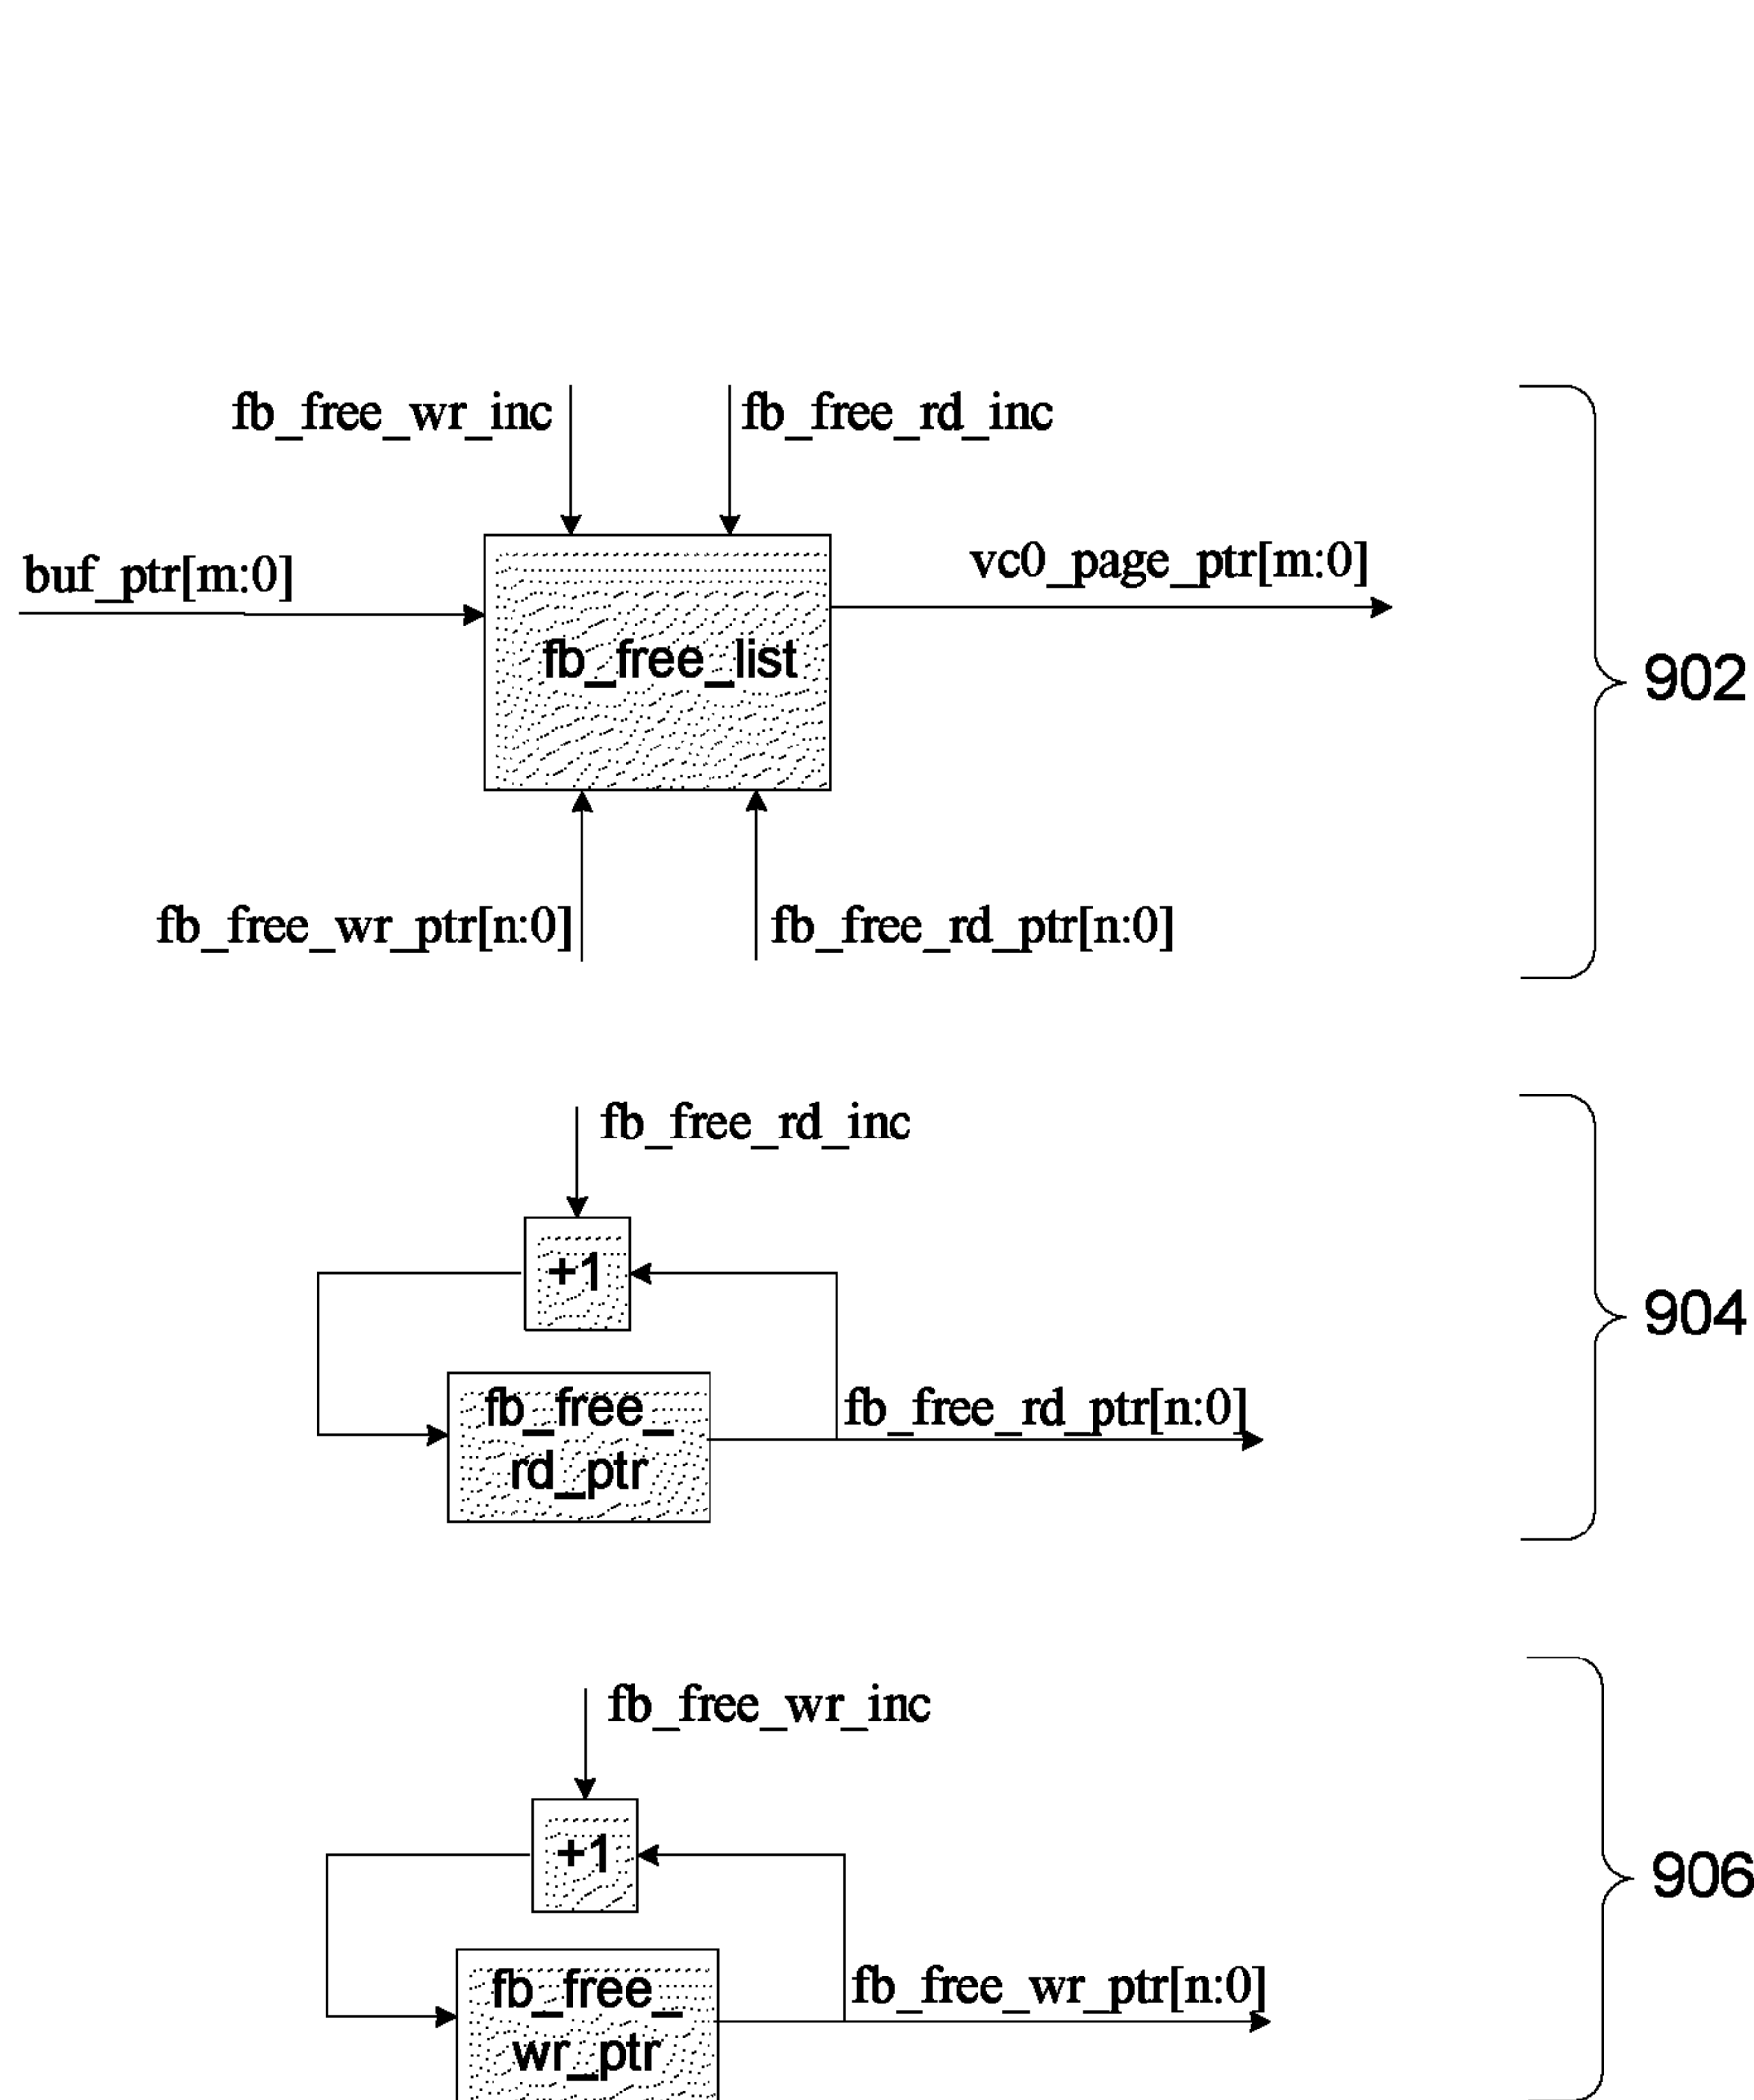 fb_free_wr_inc
fb_free_rd_inc
buf_ptr[m:0]
vc0_page_ptr[m:0]
fb_free_list
902
fb_free_wr_ptr[n:0]
fb_free_rd_ptr[n:0]
fb_free_rd_inc
+1
904
fb_free_
rd_ptr
fb_free_rd_ptr[n:0]
fb_free_wr_inc
+1
906
fb_free_
wr_ptr
fb_free_wr_ptr[n:0]